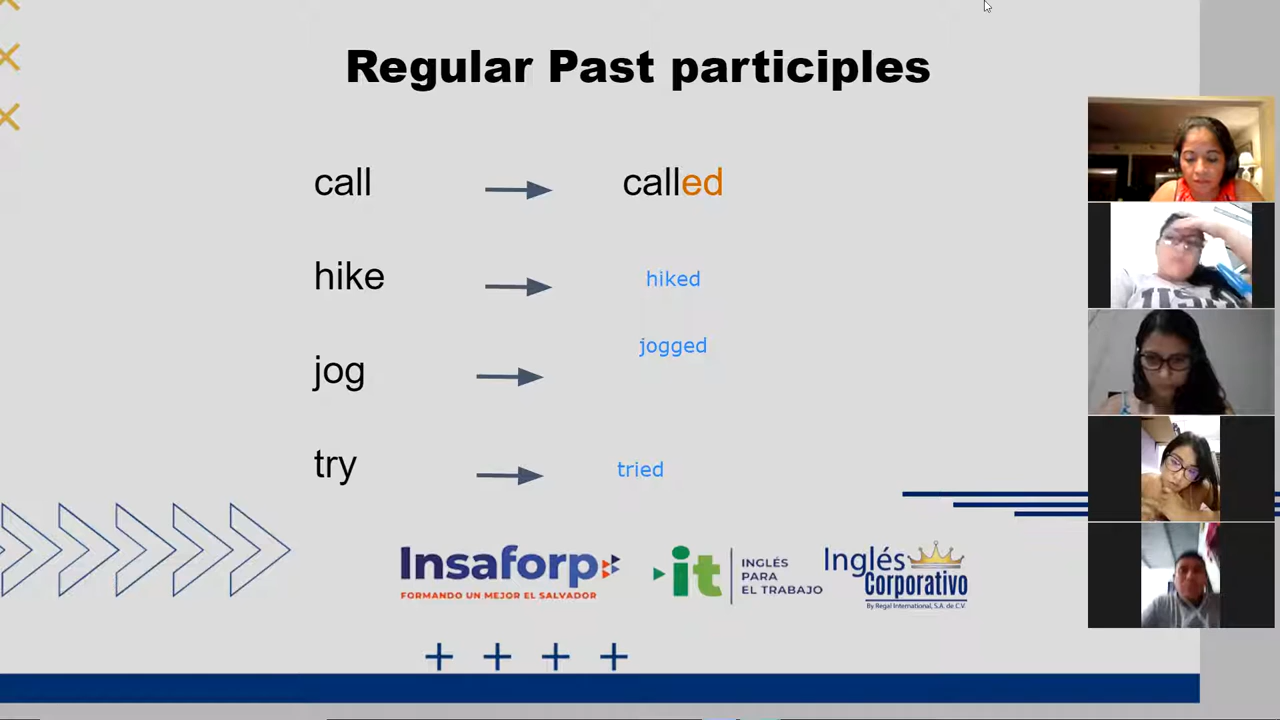 Regular Past participles
call called
hike hiked
jog jogged
try tried
Insaforp
FORMANDO UN MEJOR EL SALVADOR
it
INGLÉS
PARA
EL TRABAJO
Inglés
Corporativo
By Regal International, S.A. de C.V.